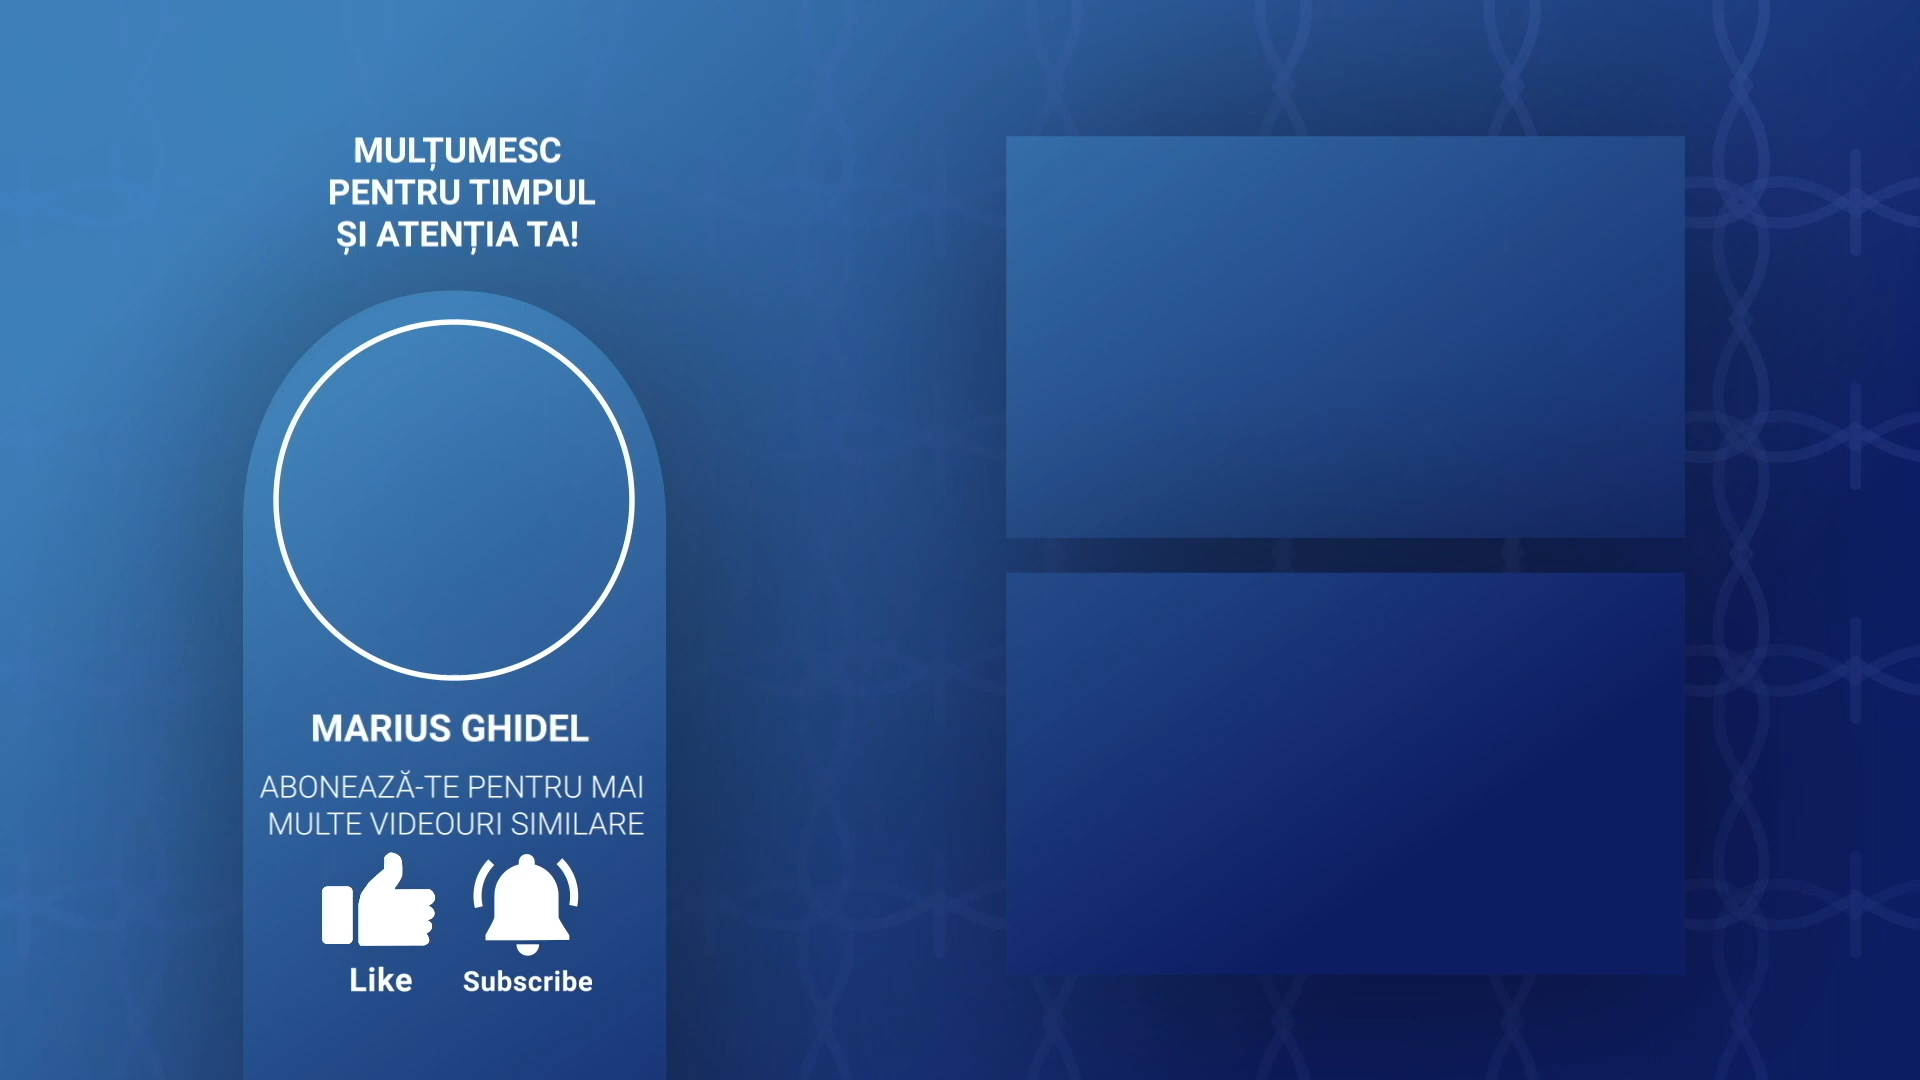 MULȚUMESC
PENTRU TIMPUL
ȘI ATENȚIA TA!
MARIUS GHIDEL
ABONEAZĂ-TE PENTRU MAI
MULTE VIDEOURI SIMILARE
Like
Subscribe